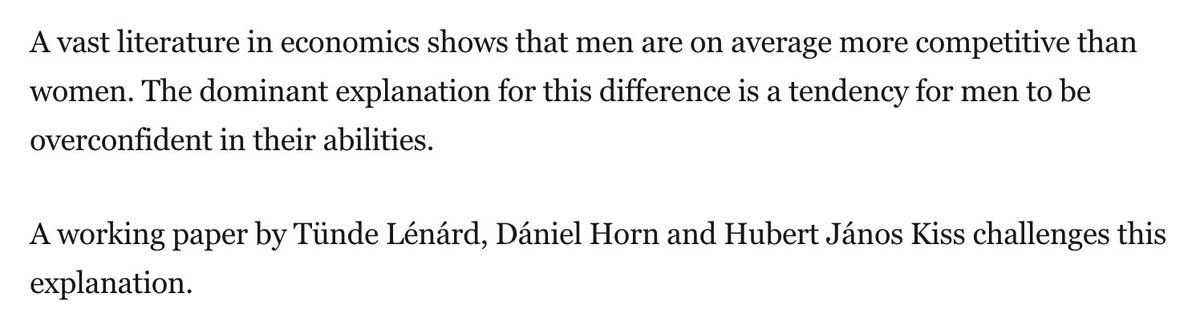 A vast literature in economics shows that men are on average more competitive than
women. The dominant explanation for this difference is a tendency for men to be
overconfident in their abilities.
A working paper by Tünde Lénárd, Dániel Horn and Hubert János Kiss challenges this
explanation.